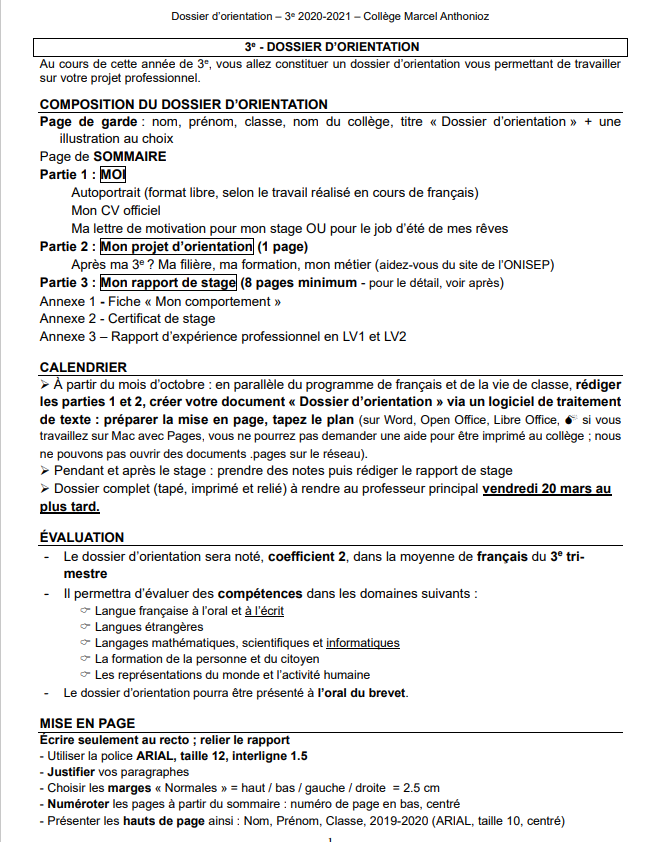 Dossier d'orientation – 3e 2020-2021 – Collège Marcel Anthonioz
3e - DOSSIER D'ORIENTATION
Au cours de cette année de 3e, vous allez constituer un dossier d'orientation vous permettant de travailler
sur votre projet professionnel.
COMPOSITION DU DOSSIER D'ORIENTATION
Page de garde : nom, prénom, classe, nom du collège, titre « Dossier d'orientation » + une
illustration au choix
Page de SOMMAIRE
Partie 1 : MOI
Autoportrait (format libre, selon le travail réalisé en cours de français)
Mon CV officiel
Ma lettre de motivation pour mon stage OU pour le job d'été de mes rêves
Partie 2 : Mon projet d'orientation (1 page)
Après ma 3e ? Ma filière, ma formation, mon métier (aidez-vous du site de l'ONISEP)
Partie 3 : Mon rapport de stage (8 pages minimum - pour le détail, voir après)
Annexe 1 - Fiche « Mon comportement »
Annexe 2 - Certificat de stage
Annexe 3 – Rapport d'expérience professionnel en LV1 et LV2
CALENDRIER
➢ À partir du mois d'octobre : en parallèle du programme de français et de la vie de classe, rédiger
les parties 1 et 2, créer votre document « Dossier d'orientation » via un logiciel de traitement
de texte : préparer la mise en page, tapez le plan (sur Word, Open Office, Libre Office, 💣 si vous
travaillez sur Mac avec Pages, vous ne pourrez pas demander une aide pour être imprimé au collège ; nous
ne pouvons pas ouvrir des documents .pages sur le réseau).
➢ Pendant et après le stage : prendre des notes puis rédiger le rapport de stage
➢ Dossier complet (tapé, imprimé et relié) à rendre au professeur principal vendredi 20 mars au
plus tard.
ÉVALUATION
- Le dossier d'orientation sera noté, coefficient 2, dans la moyenne de français du 3e tri-
mestre
- Il permettra d'évaluer des compétences dans les domaines suivants :
☞ Langue française à l'oral et à l'écrit
☞ Langues étrangères
☞ Langages mathématiques, scientifiques et informatiques
☞ La formation de la personne et du citoyen
☞ Les représentations du monde et l'activité humaine
- Le dossier d'orientation pourra être présenté à l'oral du brevet.
MISE EN PAGE
Écrire seulement au recto ; relier le rapport
- Utiliser la police ARIAL, taille 12, interligne 1.5
- Justifier vos paragraphes
- Choisir les marges « Normales » = haut / bas / gauche / droite = 2.5 cm
- Numéroter les pages à partir du sommaire : numéro de page en bas, centré
- Présenter les hauts de page ainsi : Nom, Prénom, Classe, 2019-2020 (ARIAL, taille 10, centré)
1